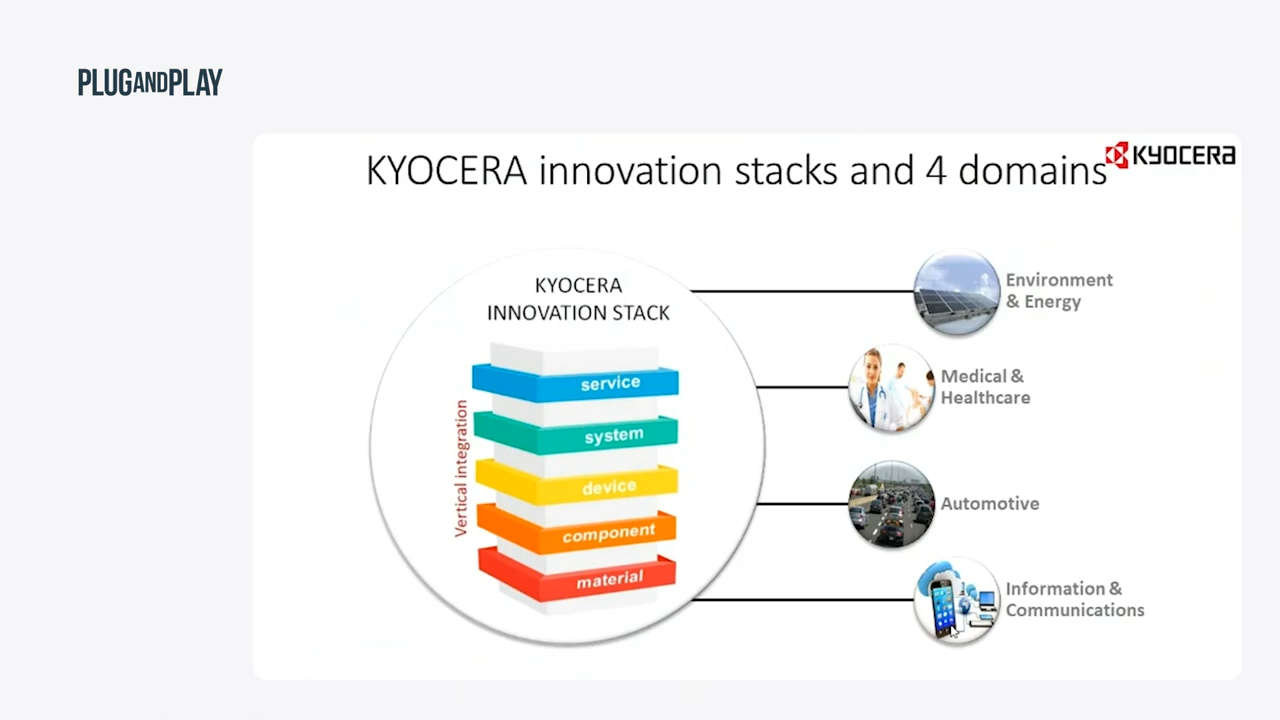 PLUGANDPLAY
KYOCERA innovation stacks and 4 domains
KYOCERA
KYOCERA
INNOVATION STACK
Vertical integration
service
system
device
component
material
Environment
& Energy
Medical &
Healthcare
Automotive
Information &
Communications